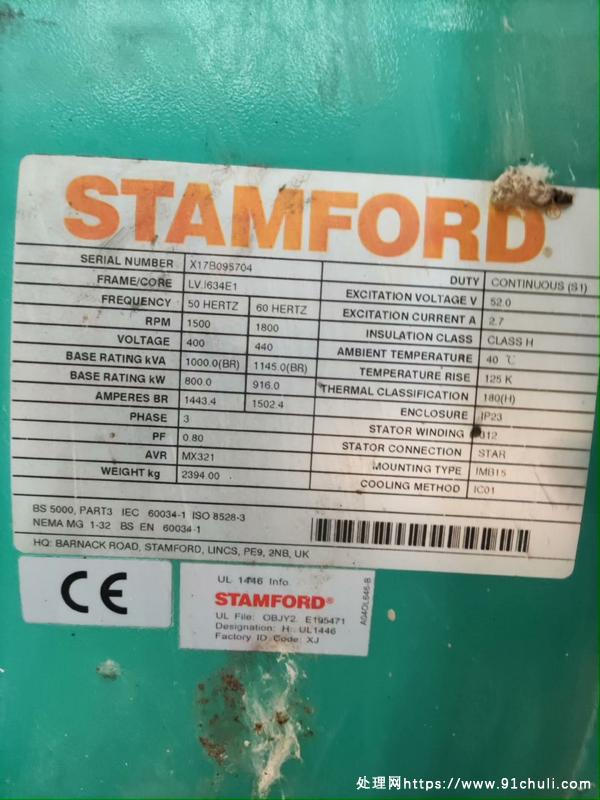 STAMFORD®
SERIAL NUMBER X17B095704
FRAME/CORE LVI634E1
FREQUENCY 50 HERTZ 60 HERTZ
RPM 1500 1800
VOLTAGE 400 440
BASE RATING kVA 1000.0(BR) 1145.0(BR)
BASE RATING kW 800.0 916.0
AMPERES BR 1443.4 1502.4
PHASE 3
PF 0.80
AVR MX321
WEIGHT kg 2394.00
DUTY CONTINUOUS (S1)
EXCITATION VOLTAGE V 52.0
EXCITATION CURRENT A 2.7
INSULATION CLASS CLASS H
AMBIENT TEMPERATURE 40 ℃
TEMPERATURE RISE 125 K
THERMAL CLASSIFICATION 180(H)
ENCLOSURE IP23
STATOR WINDING 312
STATOR CONNECTION STAR
MOUNTING TYPE IMB15
COOLING METHOD IC01
BS 5000, PART3 IEC 60034-1 ISO 8528-3
NEMA MG 1-32 BS EN 60034-1
HQ: BARNACK ROAD, STAMFORD, LINCS, PE9, 2NB, UK
CE
UL 1446 Info.
STAMFORD®
UL File: OBJY2. E195471
Designation: H. UL1446
Factory ID Code: XJ
A040L646-B
处理网https://www.91chuli.com